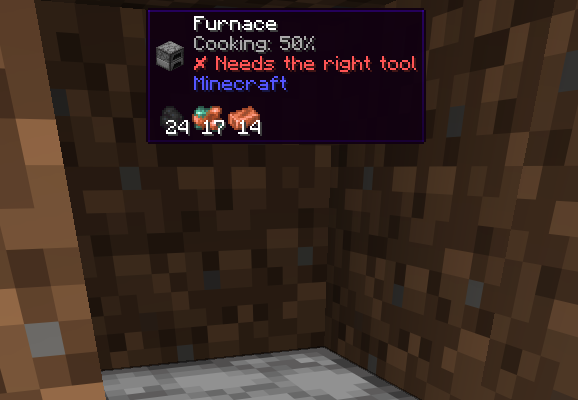 Furnace
Cooking: 50%
✘ Needs the right tool
Minecraft
24 17 14